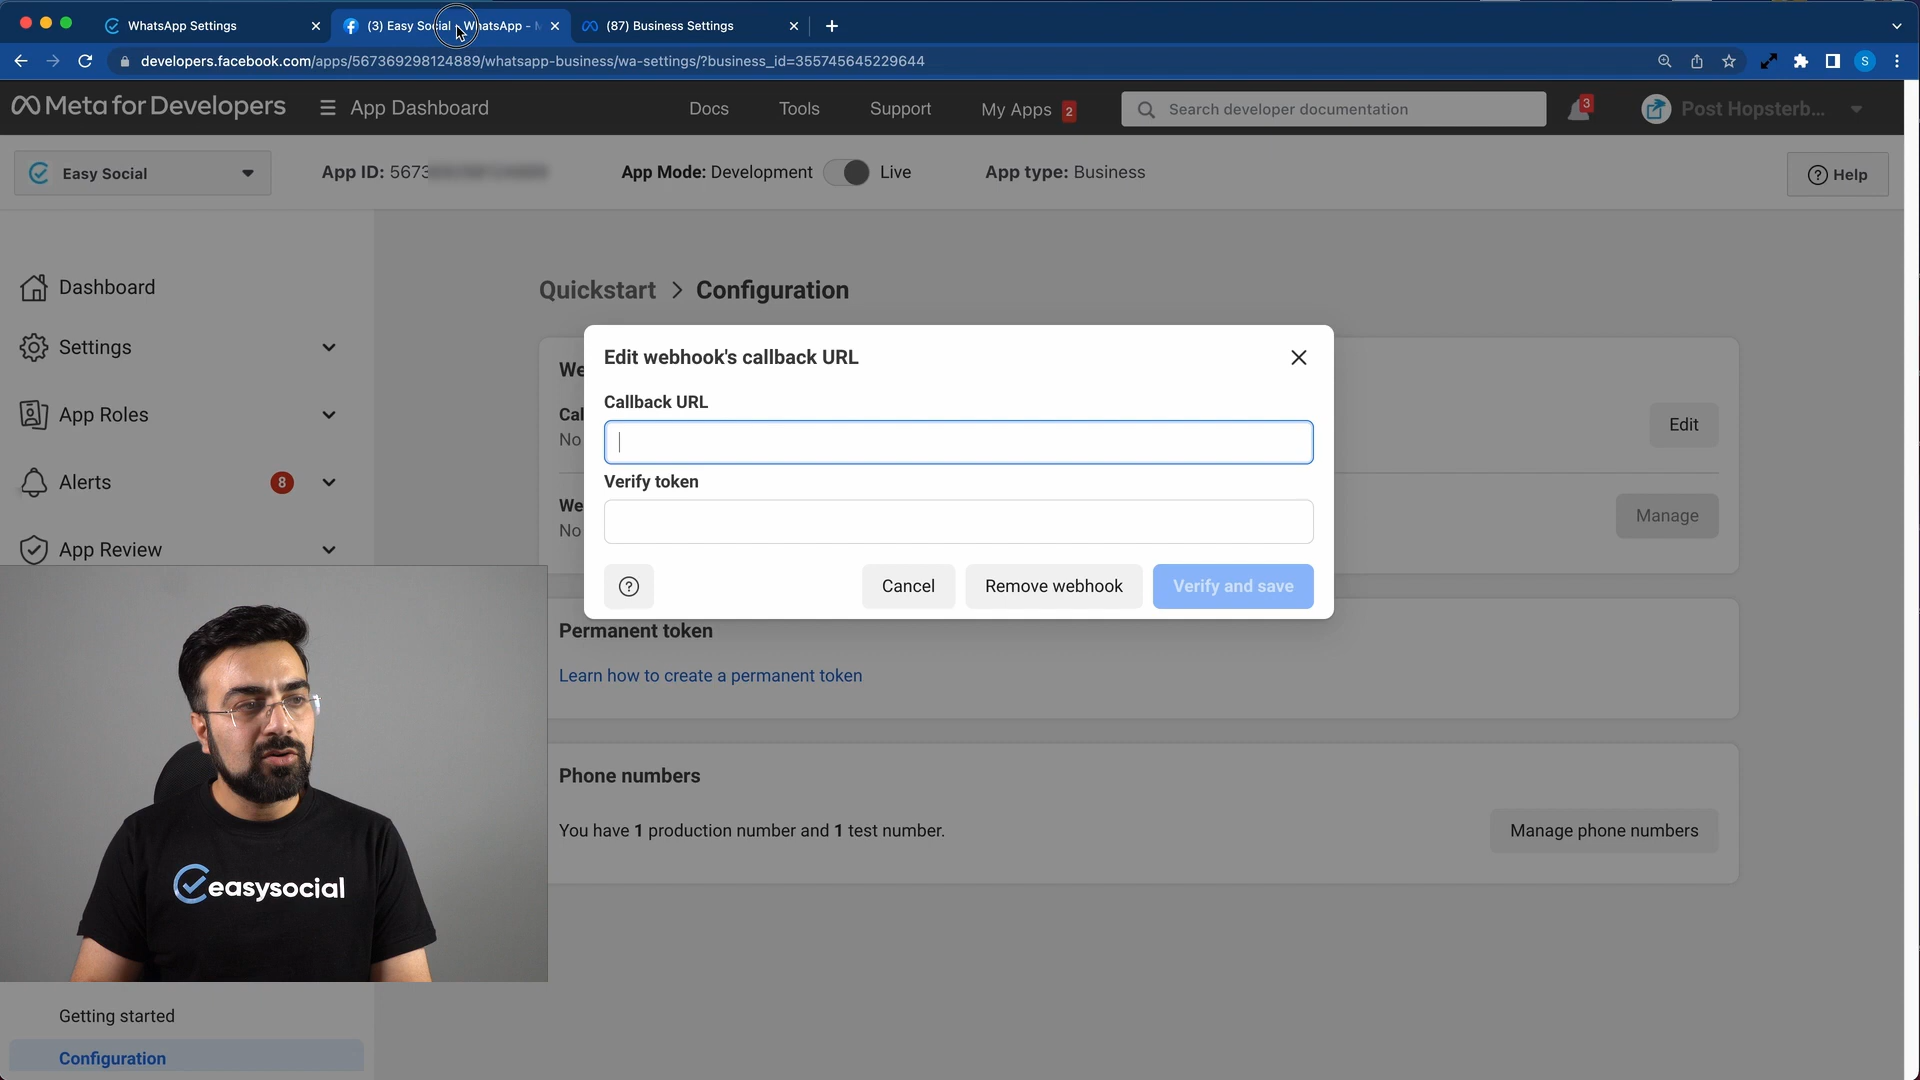 WhatsApp Settings
(3) Easy Social - WhatsApp -
(87) Business Settings
developers.facebook.com/apps/567369298124889/whatsapp-business/wa-settings/?business_id=355745645229644
S
Meta for Developers
App Dashboard
Docs
Tools
Support
My Apps 2
Search developer documentation
3
Post Hopsterb...
Easy Social
App ID: 5673
App Mode: Development
Live
App type: Business
Help
Dashboard
Settings
App Roles
Alerts
8
App Review
Getting started
Configuration
Quickstart > Configuration
We
Cal
No
Edit
We
No
Manage
Edit webhook's callback URL
Callback URL
Verify token
Cancel
Remove webhook
Verify and save
Permanent token
Learn how to create a permanent token
Phone numbers
You have 1 production number and 1 test number.
Manage phone numbers
easysocial